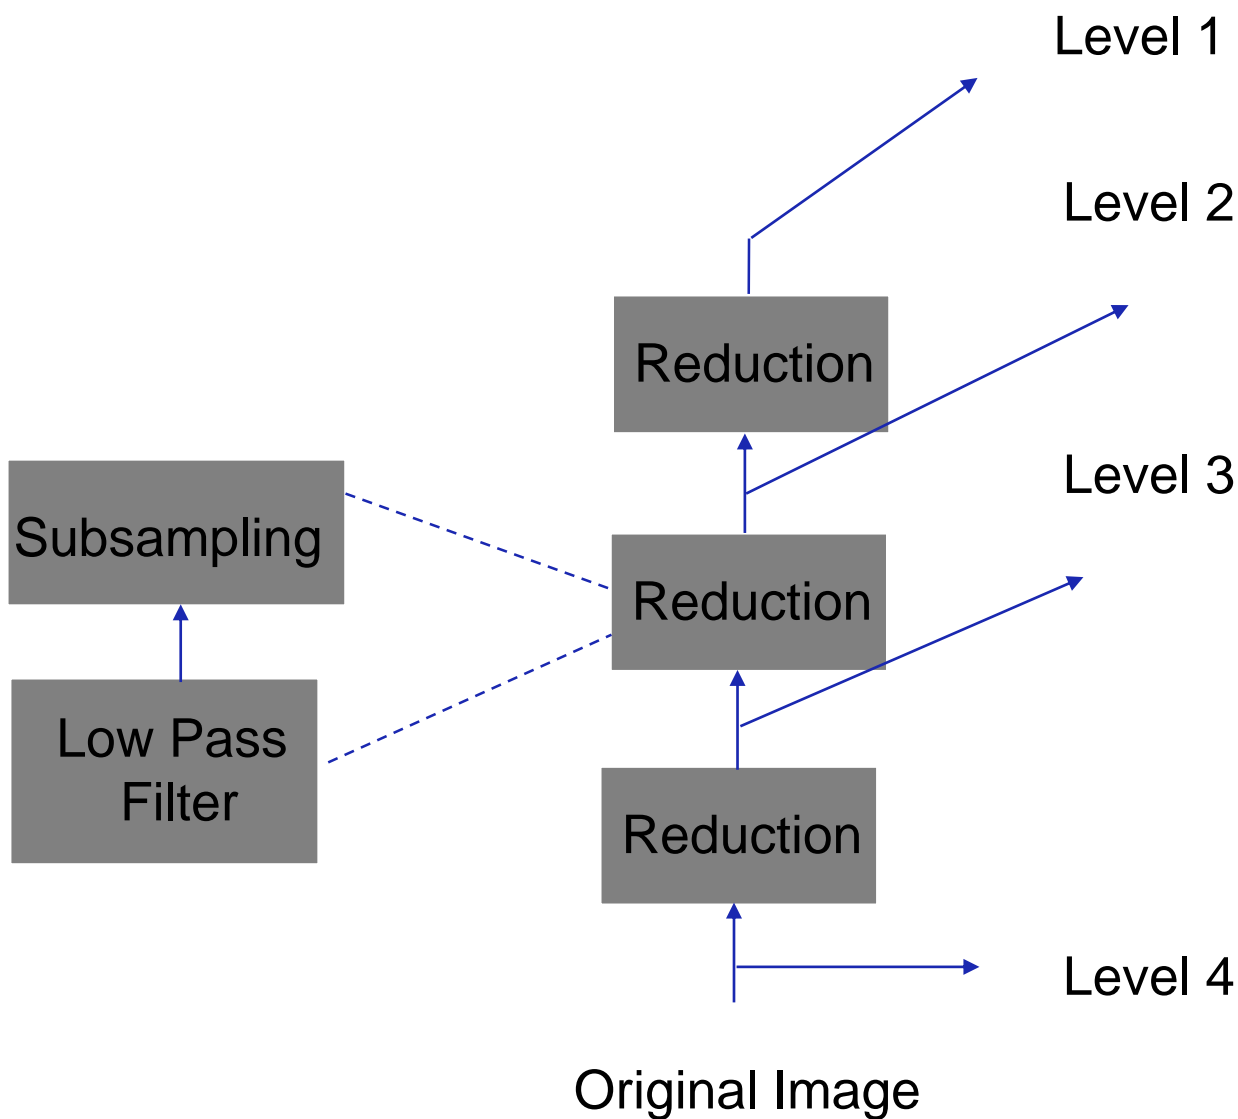 Level 1
Level 2
Reduction
Level 3
Subsampling
Reduction
Low Pass
Filter
Reduction
Level 4
Original Image